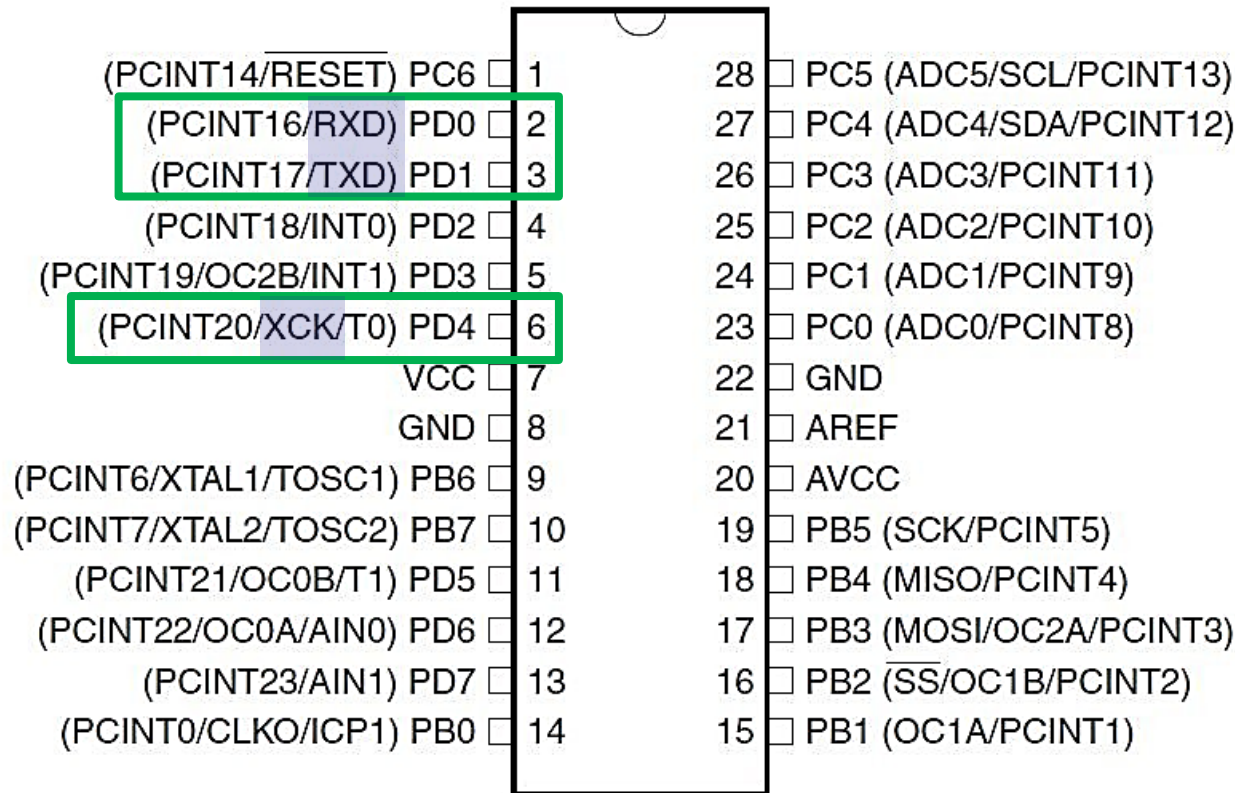 (PCINT14/RESET) PC6 1 28 PC5 (ADC5/SCL/PCINT13)
(PCINT16/RXD) PD0 2 27 PC4 (ADC4/SDA/PCINT12)
(PCINT17/TXD) PD1 3 26 PC3 (ADC3/PCINT11)
(PCINT18/INT0) PD2 4 25 PC2 (ADC2/PCINT10)
(PCINT19/OC2B/INT1) PD3 5 24 PC1 (ADC1/PCINT9)
(PCINT20/XCK/T0) PD4 6 23 PC0 (ADC0/PCINT8)
VCC 7 22 GND
GND 8 21 AREF
(PCINT6/XTAL1/TOSC1) PB6 9 20 AVCC
(PCINT7/XTAL2/TOSC2) PB7 10 19 PB5 (SCK/PCINT5)
(PCINT21/OC0B/T1) PD5 11 18 PB4 (MISO/PCINT4)
(PCINT22/OC0A/AIN0) PD6 12 17 PB3 (MOSI/OC2A/PCINT3)
(PCINT23/AIN1) PD7 13 16 PB2 (SS/OC1B/PCINT2)
(PCINT0/CLKO/ICP1) PB0 14 15 PB1 (OC1A/PCINT1)